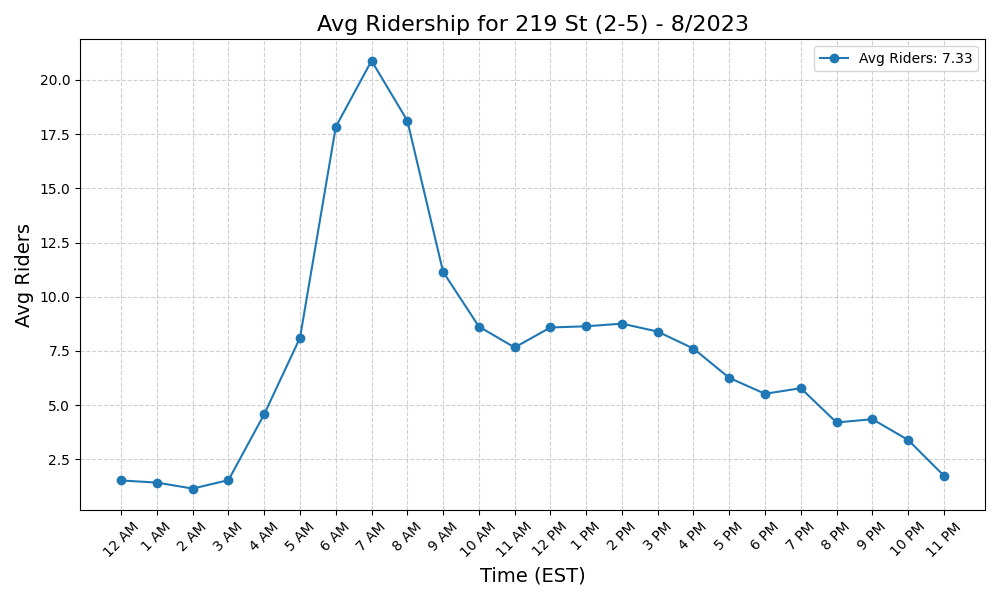 Avg Ridership for 219 St (2-5) - 8/2023
Avg Riders: 7.33
Avg Riders
20.0
17.5
15.0
12.5
10.0
7.5
5.0
2.5
12 AM
1 AM
2 AM
3 AM
4 AM
5 AM
6 AM
7 AM
8 AM
9 AM
10 AM
11 AM
12 PM
1 PM
2 PM
3 PM
4 PM
5 PM
6 PM
7 PM
8 PM
9 PM
10 PM
11 PM
Time (EST)